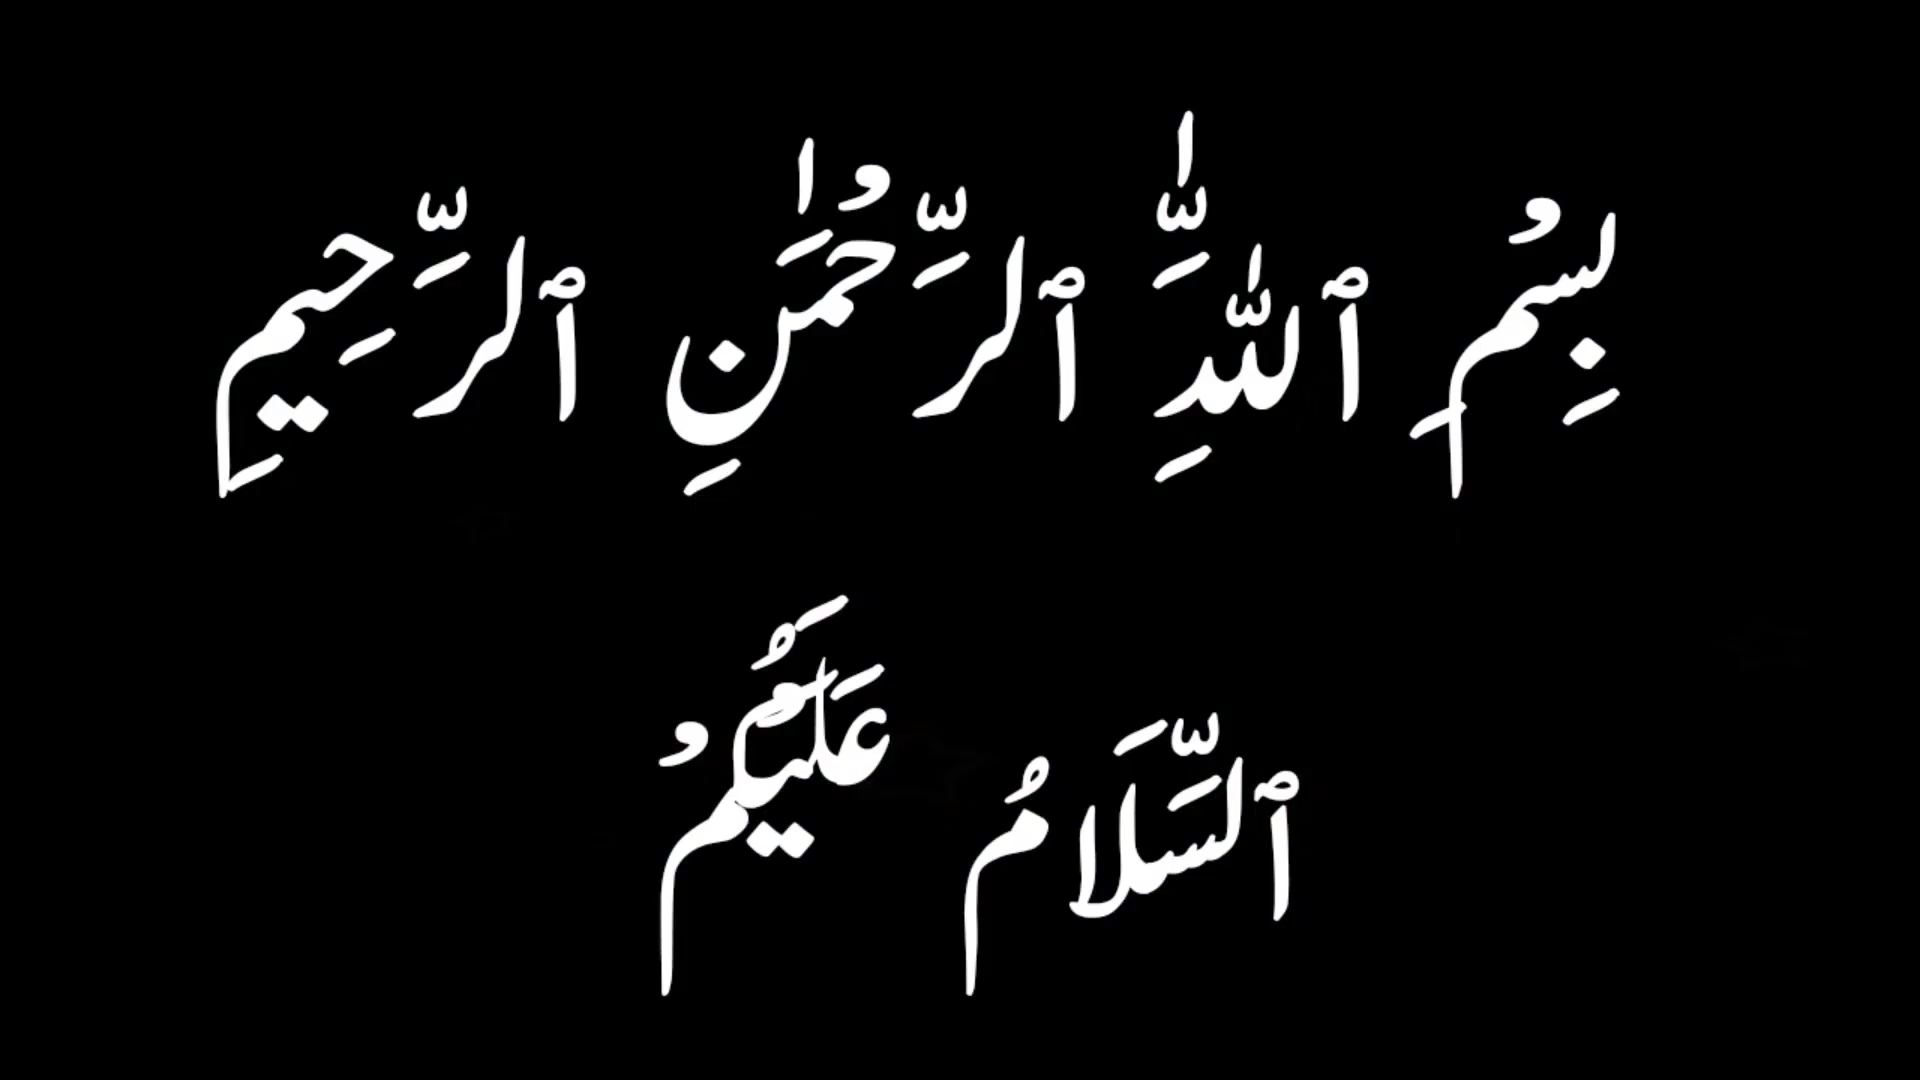 بِسْمِ ٱللَّٰهِ ٱلرَّحْمَٰنِ ٱلرَّحِيمِ
ٱلسَّلَامُ عَلَيْكُمْ